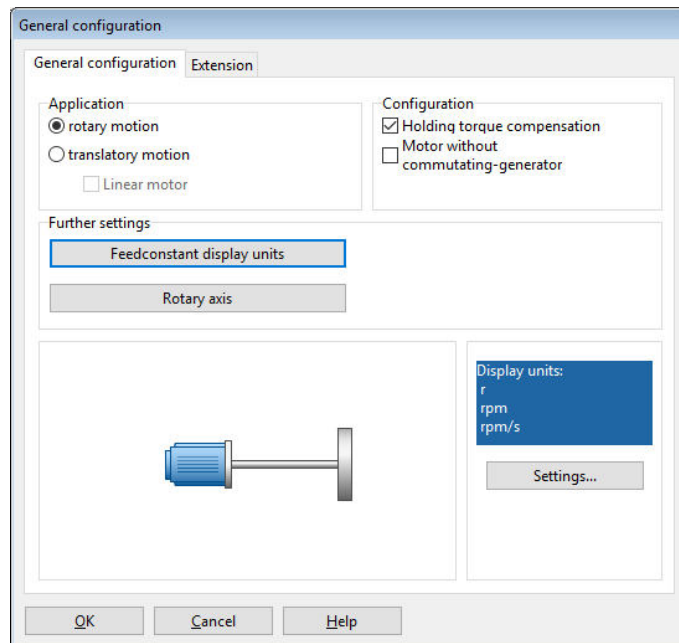 General configuration
General configuration
Extension
Application
rotary motion
translatory motion
Linear motor
Configuration
Holding torque compensation
Motor without
commutating-generator
Further settings
Feedconstant display units
Rotary axis
Display units:
r
rpm
rpm/s
Settings...
OK
Cancel
Help